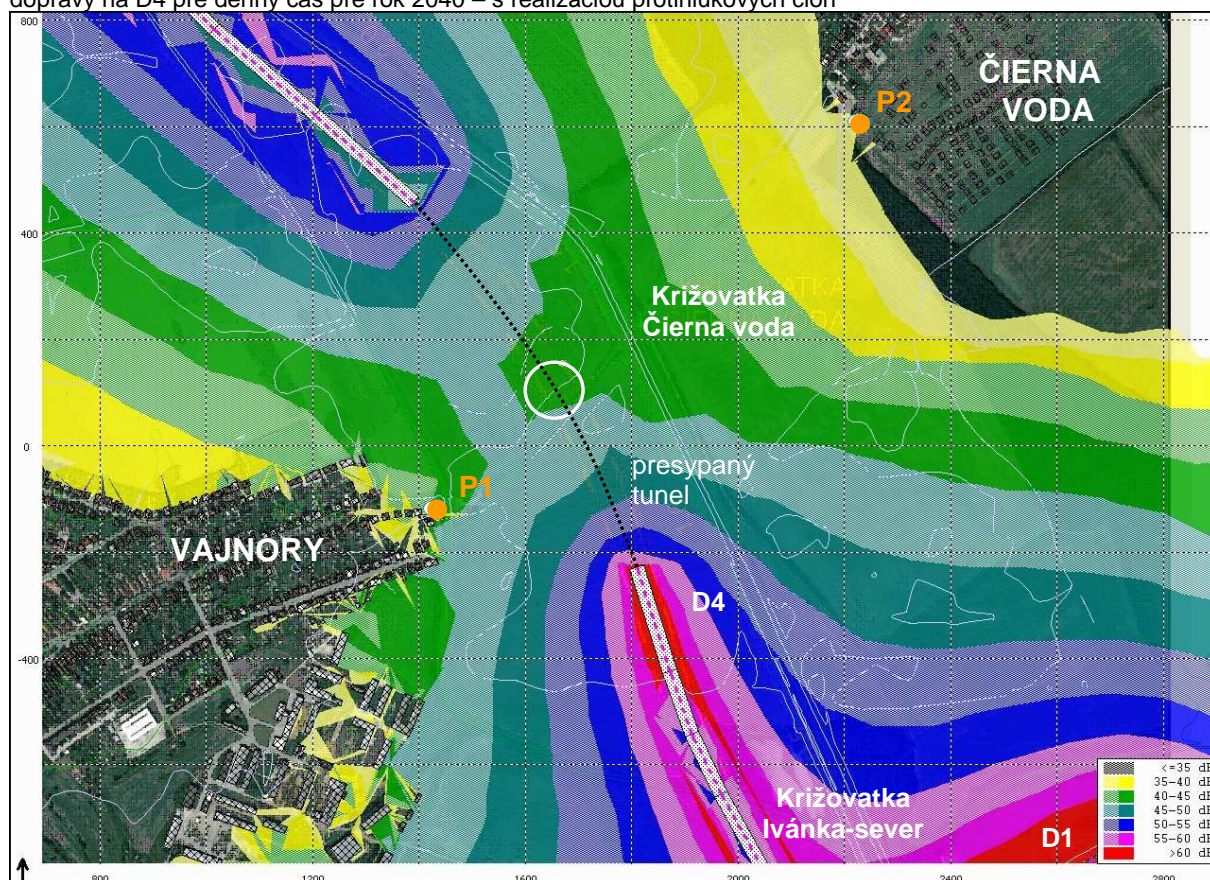 dopravy na D4 pre denný čas pre rok 2040 – s realizáciou protihlukových clôn
800
ČIERNA
VODA
P2
400
Križovatka
Čierna voda
0
presypaný
tunel
P1
VAJNORY
D4
-400
Križovatka
Ivánka-sever
D1
<=35 dB
35-40 dB
40-45 dB
45-50 dB
50-55 dB
55-60 dB
>60 dB
800 1200 1600 2000 2400 2800